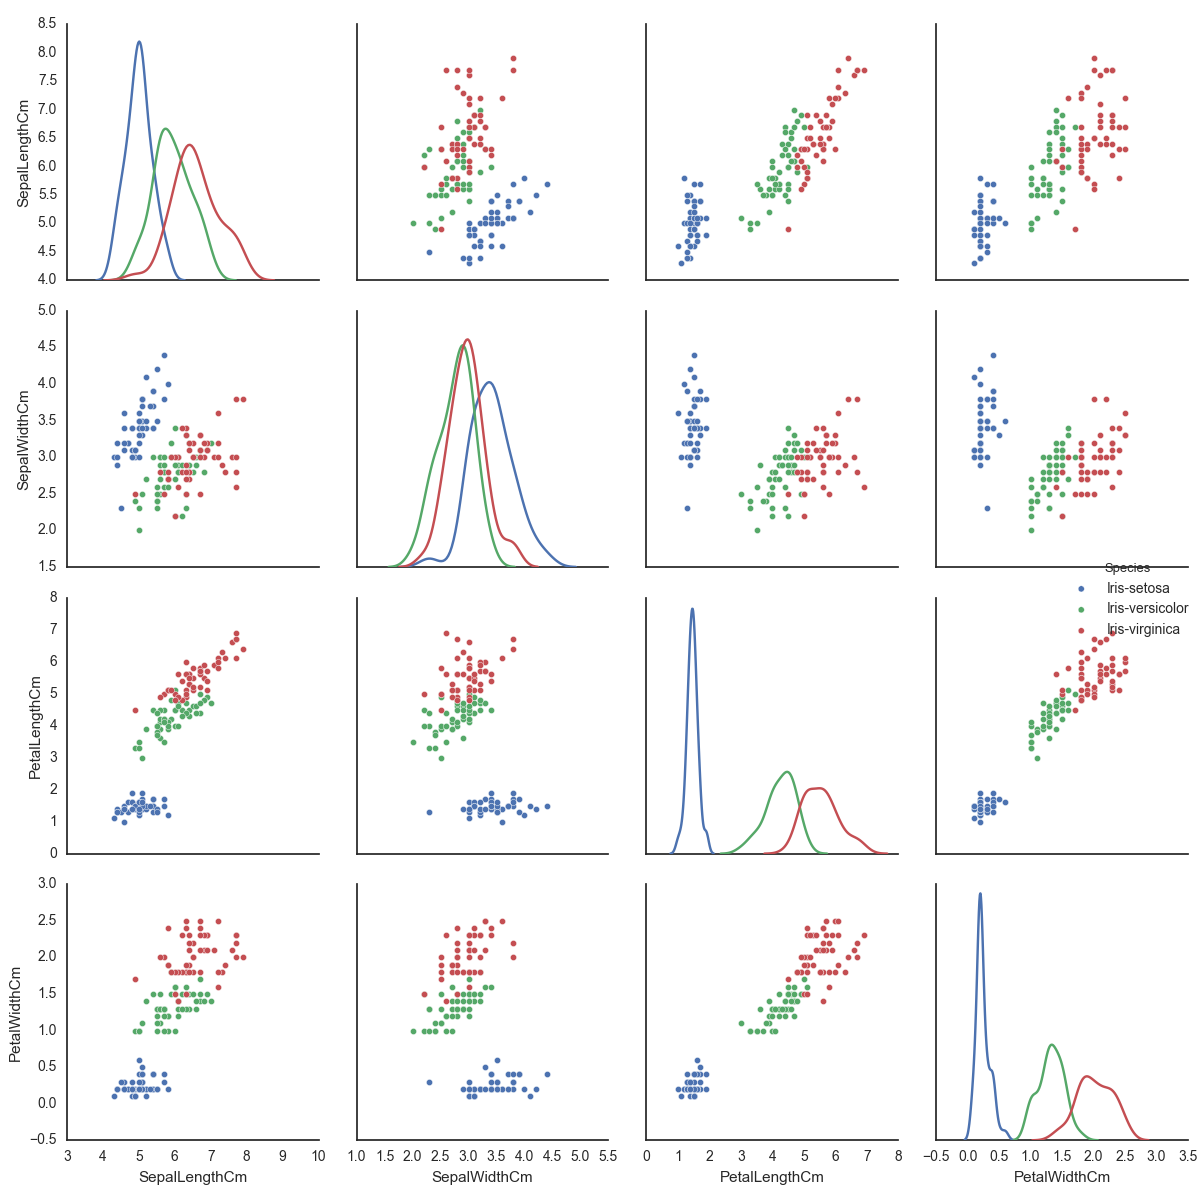 8.5
8.0
7.5
7.0
6.5
6.0
5.5
5.0
4.5
4.0
SepalLengthCm
5.0
4.5
4.0
3.5
3.0
2.5
2.0
1.5
SepalWidthCm
Species
Iris-setosa
Iris-versicolor
Iris-virginica
8
7
6
5
4
3
2
1
0
PetalLengthCm
3.0
2.5
2.0
1.5
1.0
0.5
0.0
−0.5
PetalWidthCm
3 4 5 6 7 8 9 10
1.0 1.5 2.0 2.5 3.0 3.5 4.0 4.5 5.0 5.5
0 1 2 3 4 5 6 7 8
−0.5 0.0 0.5 1.0 1.5 2.0 2.5 3.0 3.5
SepalLengthCm
SepalWidthCm
PetalLengthCm
PetalWidthCm